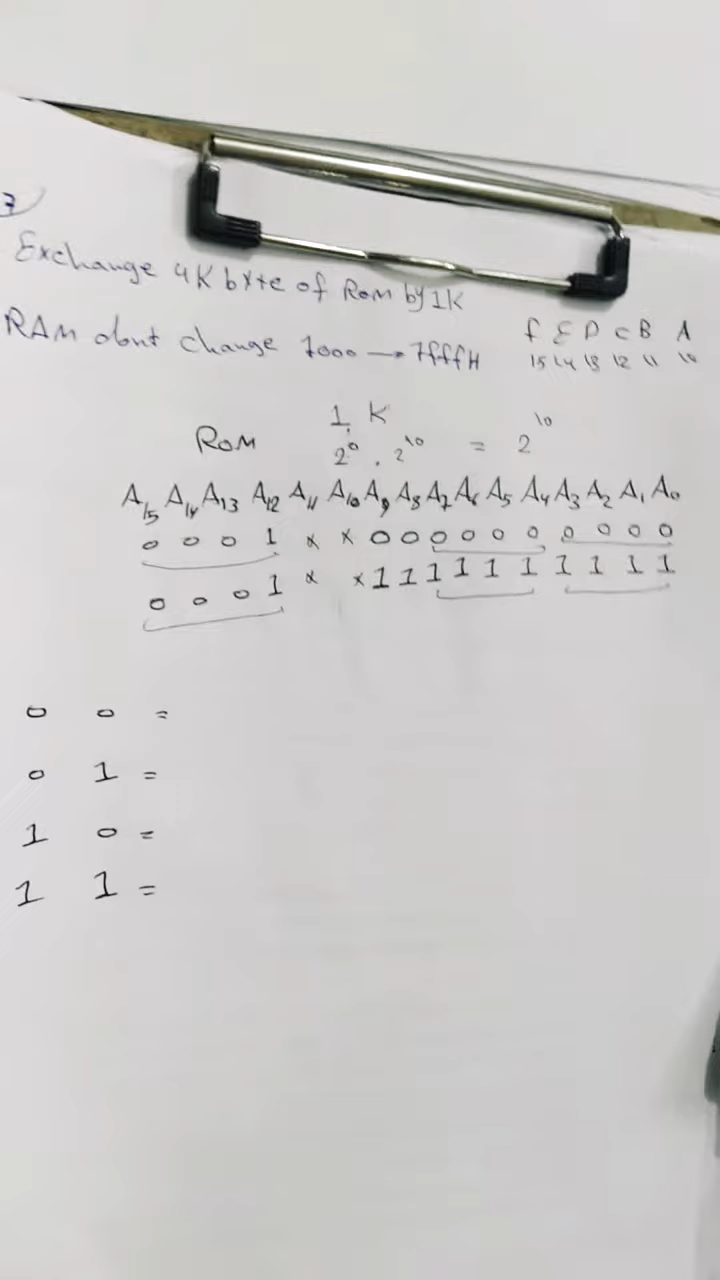 7
Exchange 4K byte of Rom by 1K
RAM dont change 7000 → 7fffH
f E D C B A
15 14 13 12 11 10
1 K
Rom 2⁰ . 2¹⁰ = 2¹⁰
A₁₅ A₁₄ A₁₃ A₁₂ A₁₁ A₁₀ A₉ A₈ A₇ A₆ A₅ A₄ A₃ A₂ A₁ A₀
0 0 0 1 x x 0 0 0 0 0 0 0 0 0 0
0 0 0 1 x x 1 1 1 1 1 1 1 1 1 1
0 0 =
0 1 =
1 0 =
1 1 =